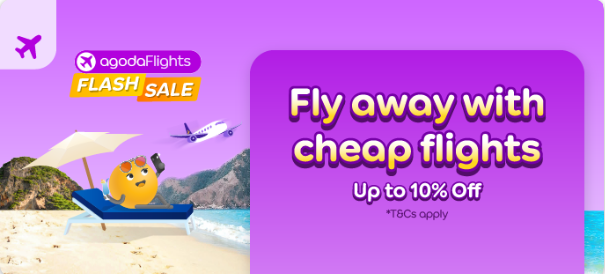 agodaFlights
FLASH SALE
Fly away with
cheap flights
Up to 10% Off
*T&Cs apply